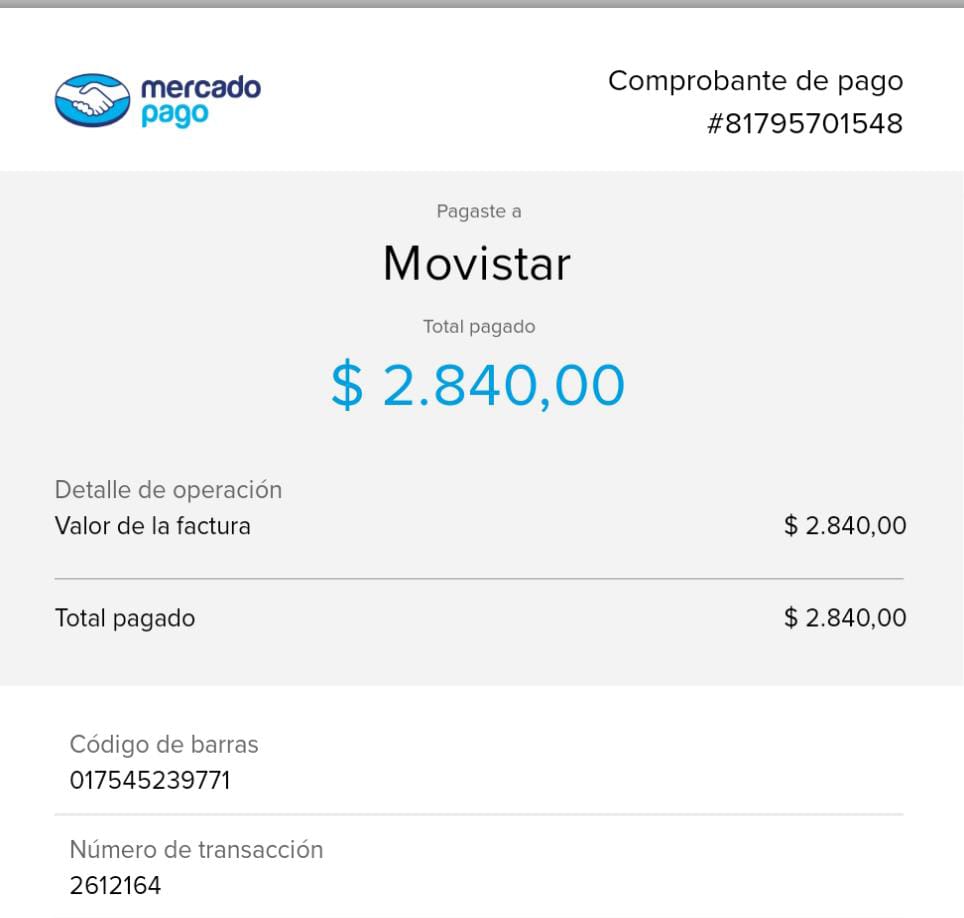 mercado
pago
Comprobante de pago
#81795701548
Pagaste a
Movistar
Total pagado
$ 2.840,00
Detalle de operación
Valor de la factura $ 2.840,00
Total pagado $ 2.840,00
Código de barras
017545239771
Número de transacción
2612164